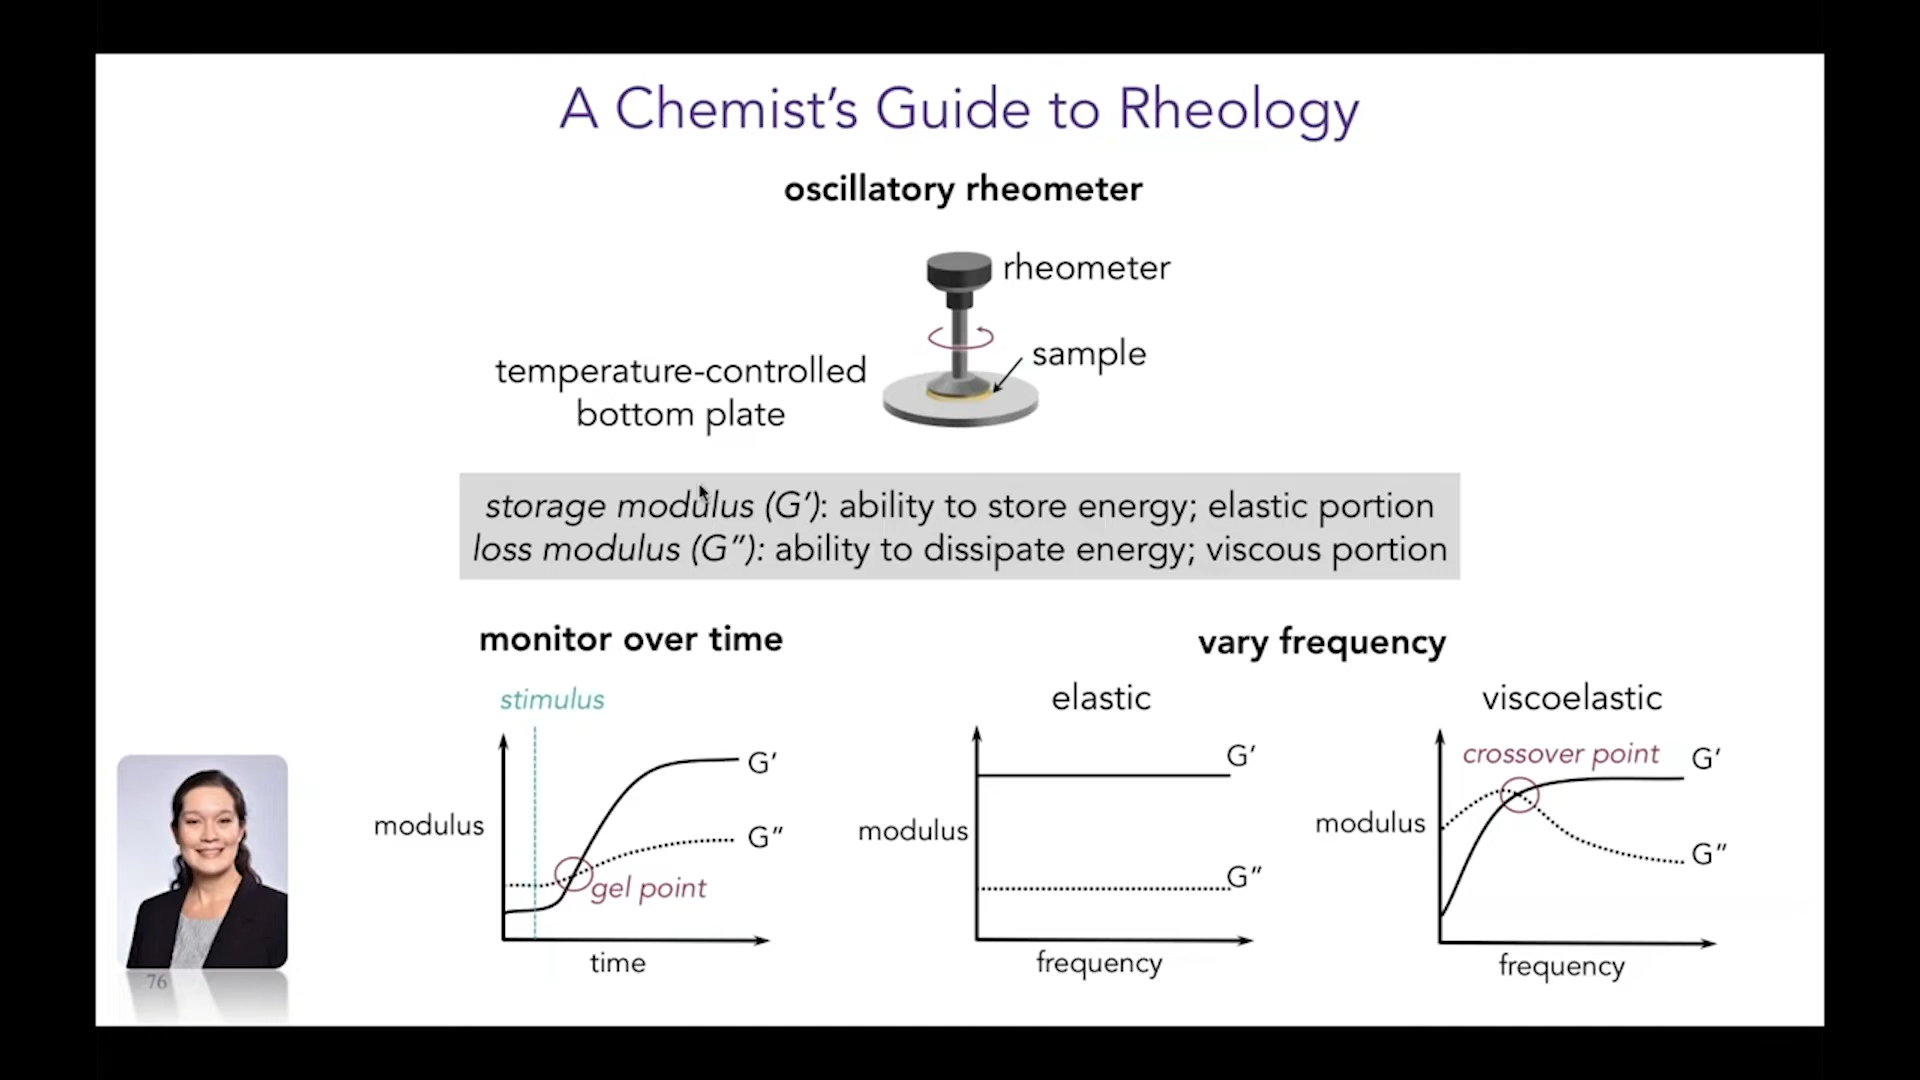 A Chemist's Guide to Rheology
oscillatory rheometer
rheometer
sample
temperature-controlled
bottom plate
storage modulus (G′): ability to store energy; elastic portion
loss modulus (G″): ability to dissipate energy; viscous portion
monitor over time
stimulus
G′
G″
modulus
gel point
time
vary frequency
elastic
G′
modulus
G″
frequency
viscoelastic
crossover point
G′
modulus
G″
frequency
76